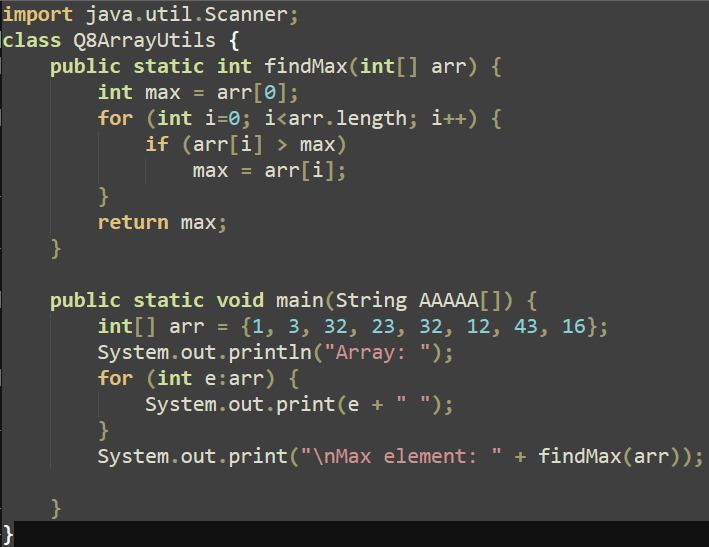 import java.util.Scanner;
class Q8ArrayUtils {
    public static int findMax(int[] arr) {
        int max = arr[0];
        for (int i=0; i<arr.length; i++) {
            if (arr[i] > max)
                max = arr[i];
        }
        return max;
    }

    public static void main(String AAAAA[]) {
        int[] arr = {1, 3, 32, 23, 32, 12, 43, 16};
        System.out.println("Array: ");
        for (int e:arr) {
            System.out.print(e + " ");
        }
        System.out.print("\nMax element: " + findMax(arr));

    }
}